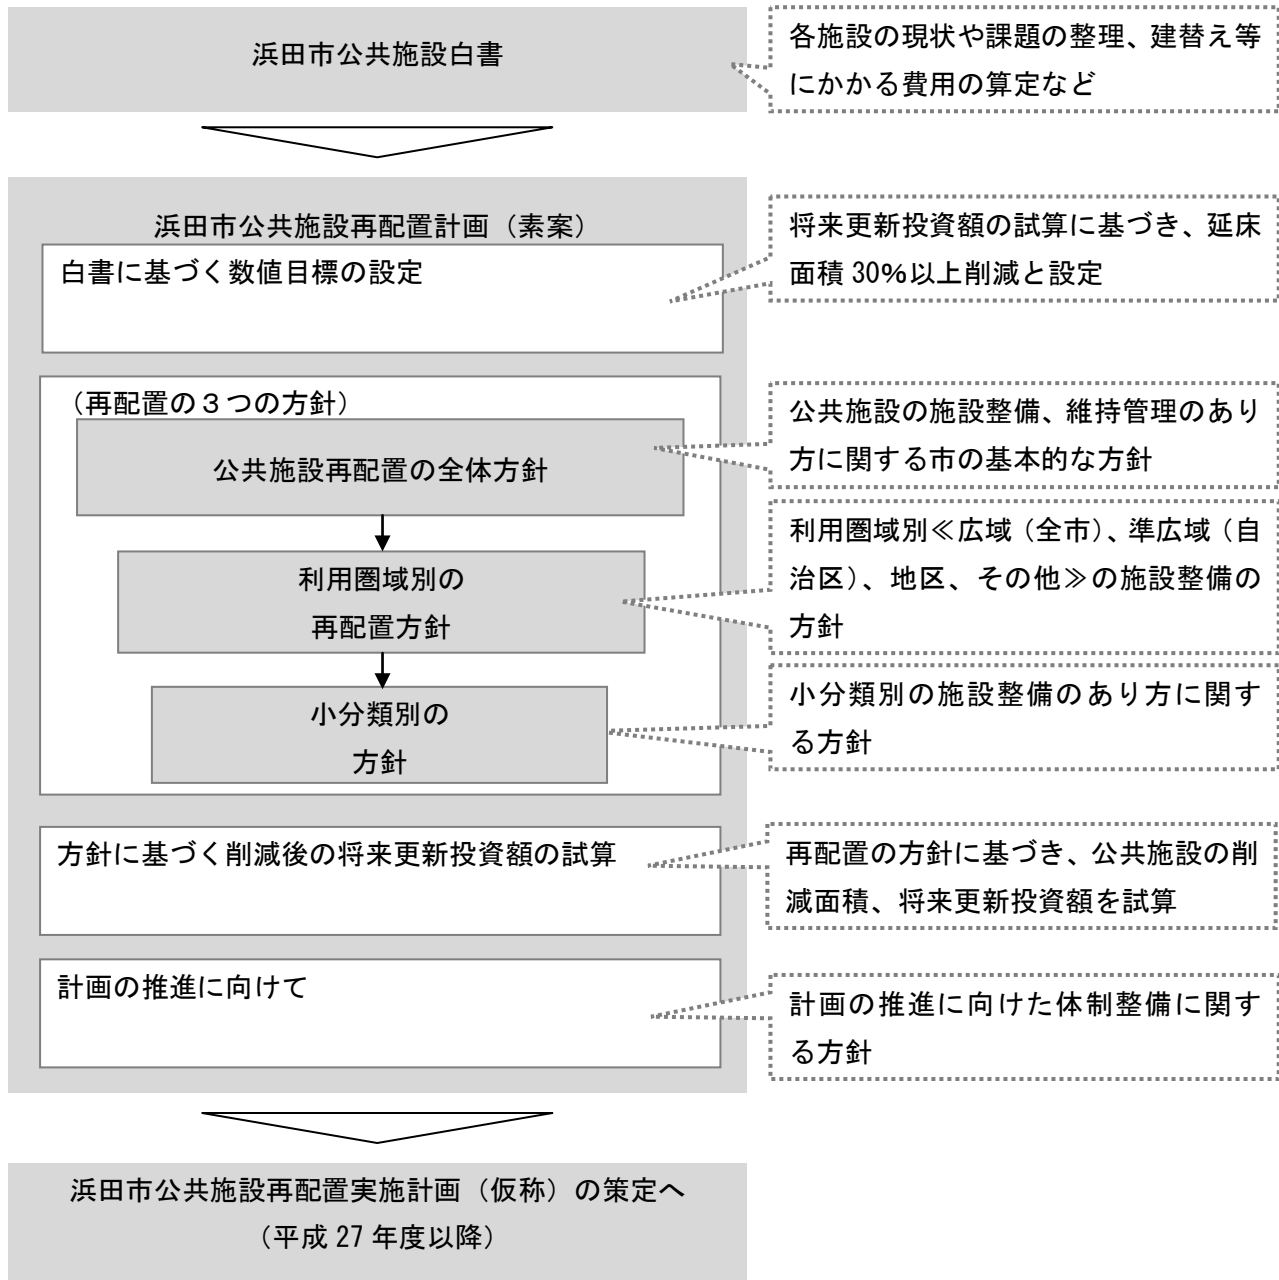 浜田市公共施設白書
各施設の現状や課題の整理、建替え等
にかかる費用の算定など
浜田市公共施設再配置計画（素案）
白書に基づく数値目標の設定
将来更新投資額の試算に基づき、延床
面積 30%以上削減と設定
（再配置の３つの方針）
公共施設再配置の全体方針
公共施設の施設整備、維持管理のあり
方に関する市の基本的な方針
利用圏域別の
再配置方針
利用圏域別≪広域（全市）、準広域（自
治区）、地区、その他≫の施設整備の
方針
小分類別の
方針
小分類別の施設整備のあり方に関す
る方針
方針に基づく削減後の将来更新投資額の試算
再配置の方針に基づき、公共施設の削
減面積、将来更新投資額を試算
計画の推進に向けて
計画の推進に向けた体制整備に関す
る方針
浜田市公共施設再配置実施計画（仮称）の策定へ
（平成 27 年度以降）